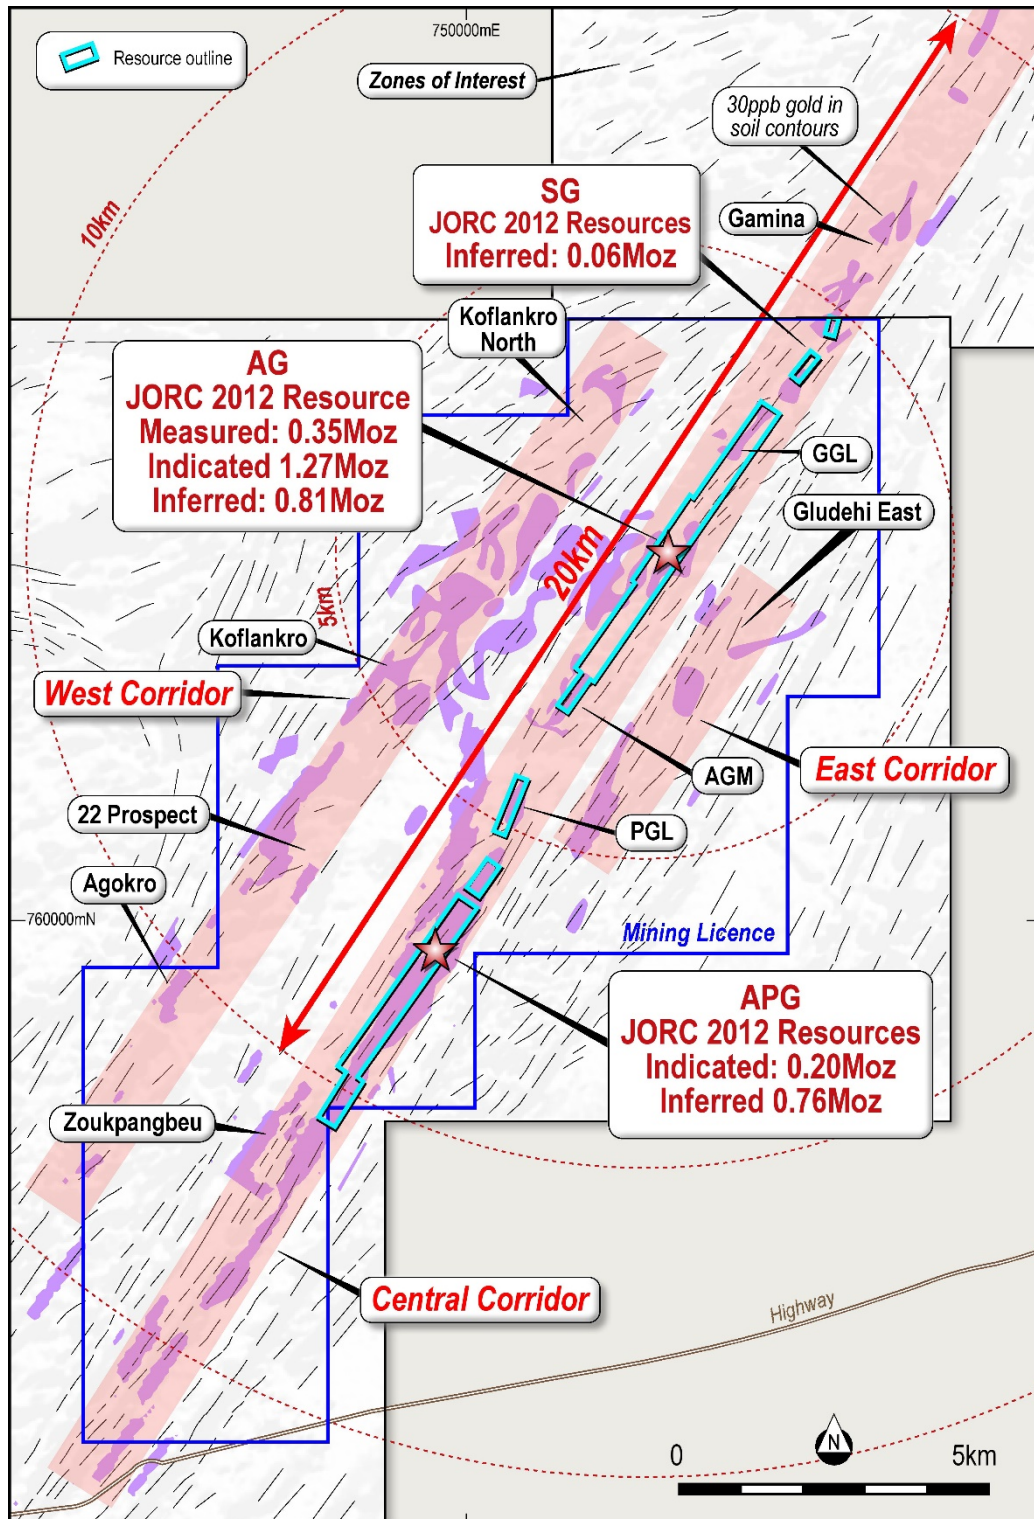 750000mE
Resource outline
Zones of Interest
30ppb gold in
soil contours
10km
SG
JORC 2012 Resources
Inferred: 0.06Moz
Gamina
Koflankro
North
AG
JORC 2012 Resource
Measured: 0.35Moz
Indicated 1.27Moz
Inferred: 0.81Moz
GGL
Gludehi East
20km
5km
Koflankro
West Corridor
AGM
East Corridor
22 Prospect
PGL
Agokro
760000mN
Mining Licence
APG
JORC 2012 Resources
Indicated: 0.20Moz
Inferred 0.76Moz
Zoukpangbeu
Central Corridor
Highway
N
0
5km